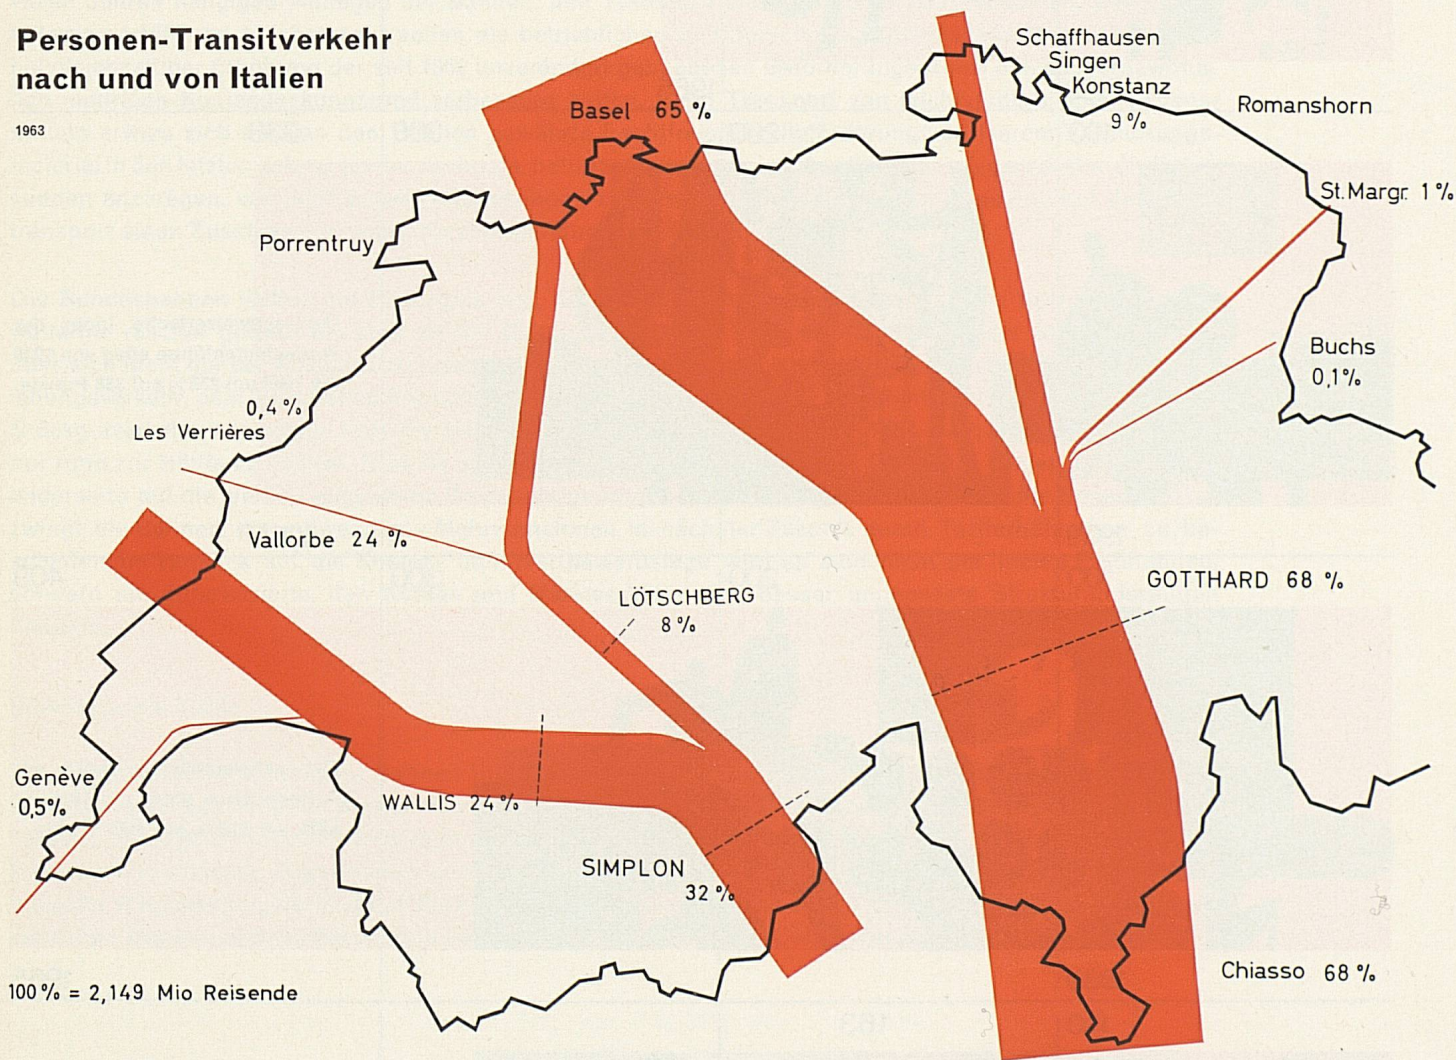 Personen-Transitverkehr
nach und von Italien
1963
Basel 65 %
Schaffhausen
Singen
Konstanz
9 %
Romanshorn
St.Margr. 1 %
Porrentruy
Buchs
0,1%
0,4 %
Les Verrières
Vallorbe 24 %
LÖTSCHBERG
8 %
GOTTHARD 68 %
Genève
0,5%
WALLIS 24 %
SIMPLON
32 %
Chiasso 68 %
100 % = 2,149 Mio Reisende